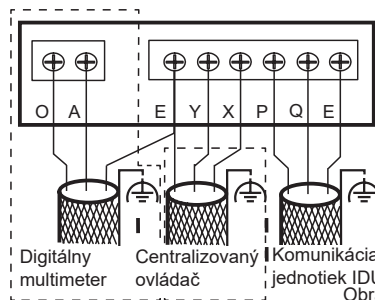 O A E Y X P Q E
Digitálny Centralizovaný Komunikácia
multimeter ovládač jednotiek IDU
Obr